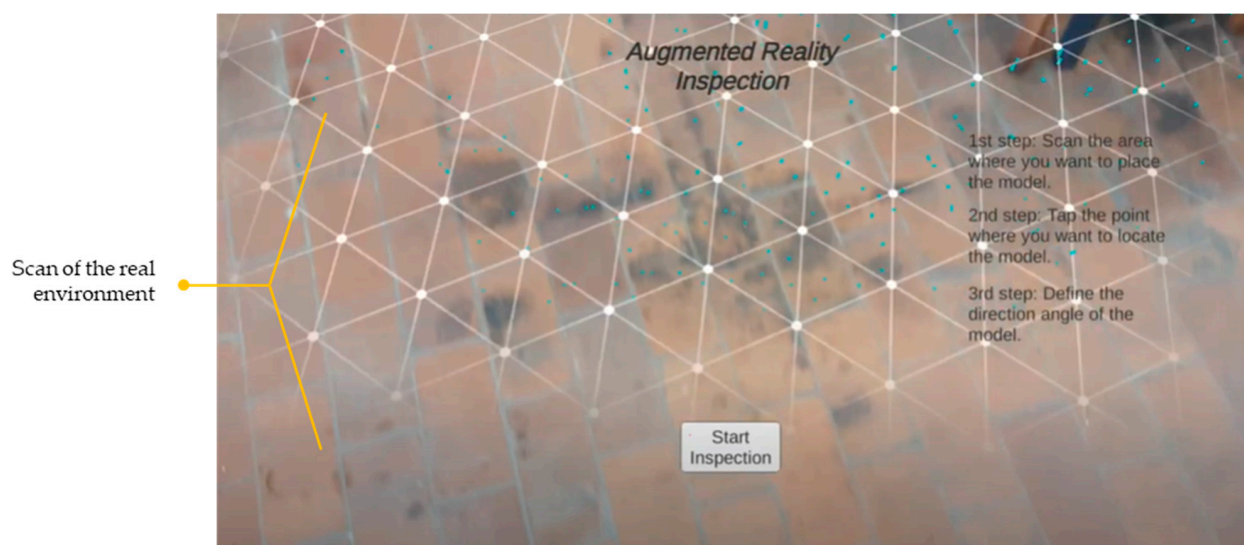 Augmented Reality
Inspection
1st step: Scan the area
where you want to place
the model.
2nd step: Tap the point
where you want to locate
the model.
3rd step: Define the
direction angle of the
model.
Scan of the real
environment
Start
Inspection